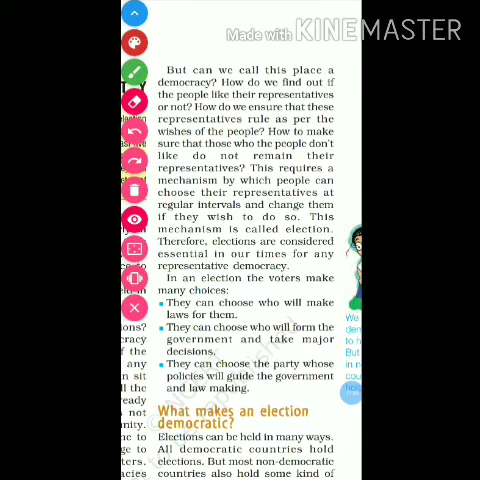 Made with KINEMASTER
But can we call this place a
democracy? How do we find out if
the people like their representatives
or not? How do we ensure that these
representatives rule as per the
wishes of the people? How to make
sure that those who the people don't
like do not remain their
representatives? This requires a
mechanism by which people can
choose their representatives at
regular intervals and change them
if they wish to do so. This
mechanism is called election.
Therefore, elections are considered
essential in our times for any
representative democracy.
In an election the voters make
many choices:
They can choose who will make
laws for them.
They can choose who will form the
government and take major
decisions.
They can choose the party whose
policies will guide the government
and law making.
What makes an election
democratic?
Elections can be held in many ways.
All democratic countries hold
elections. But most non-democratic
countries also hold some kind of